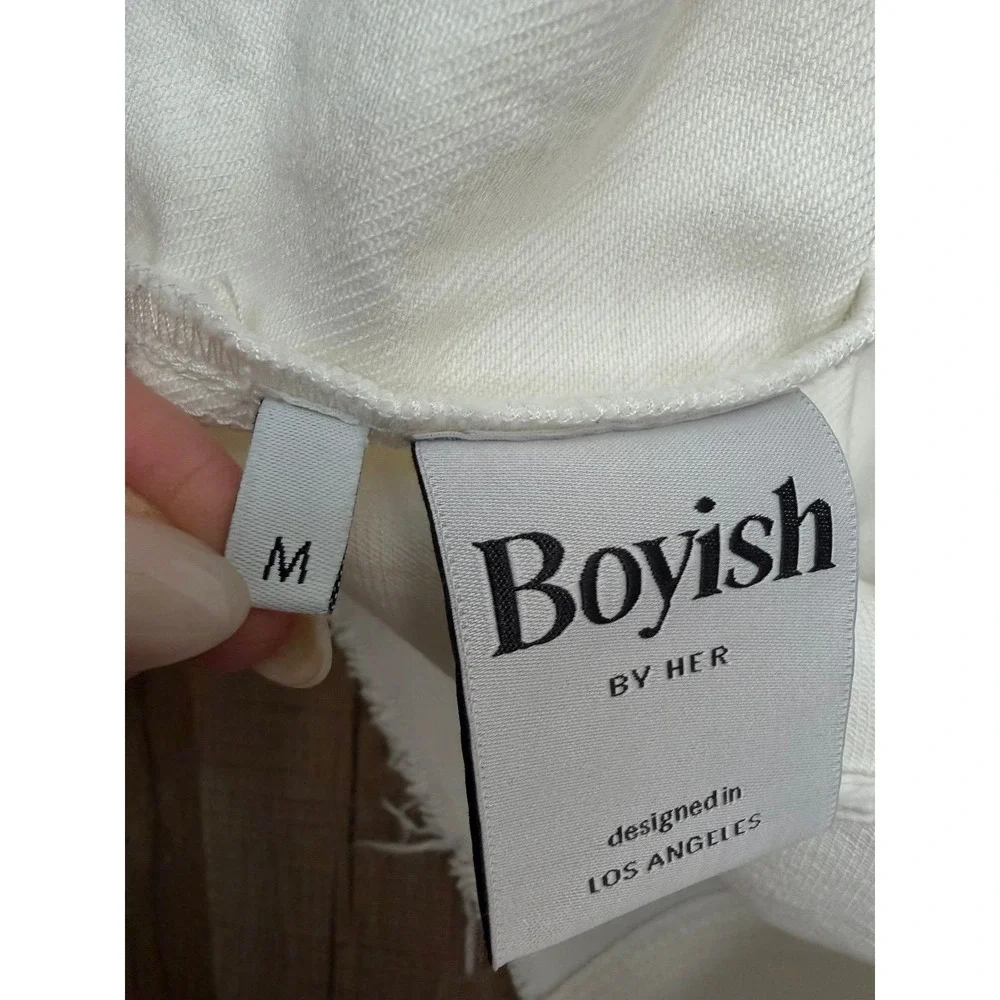 M
Boyish
BY HER
designed in
LOS ANGELES